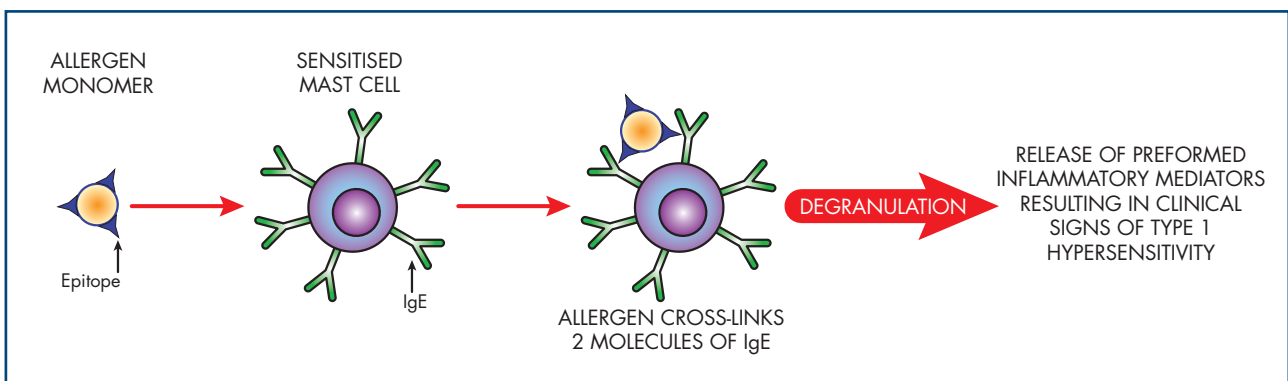 ALLERGEN
MONOMER
Epitope
SENSITISED
MAST CELL
IgE
ALLERGEN CROSS-LINKS
2 MOLECULES OF IgE
DEGRANULATION
RELEASE OF PREFORMED
INFLAMMATORY MEDIATORS
RESULTING IN CLINICAL
SIGNS OF TYPE 1
HYPERSENSITIVITY